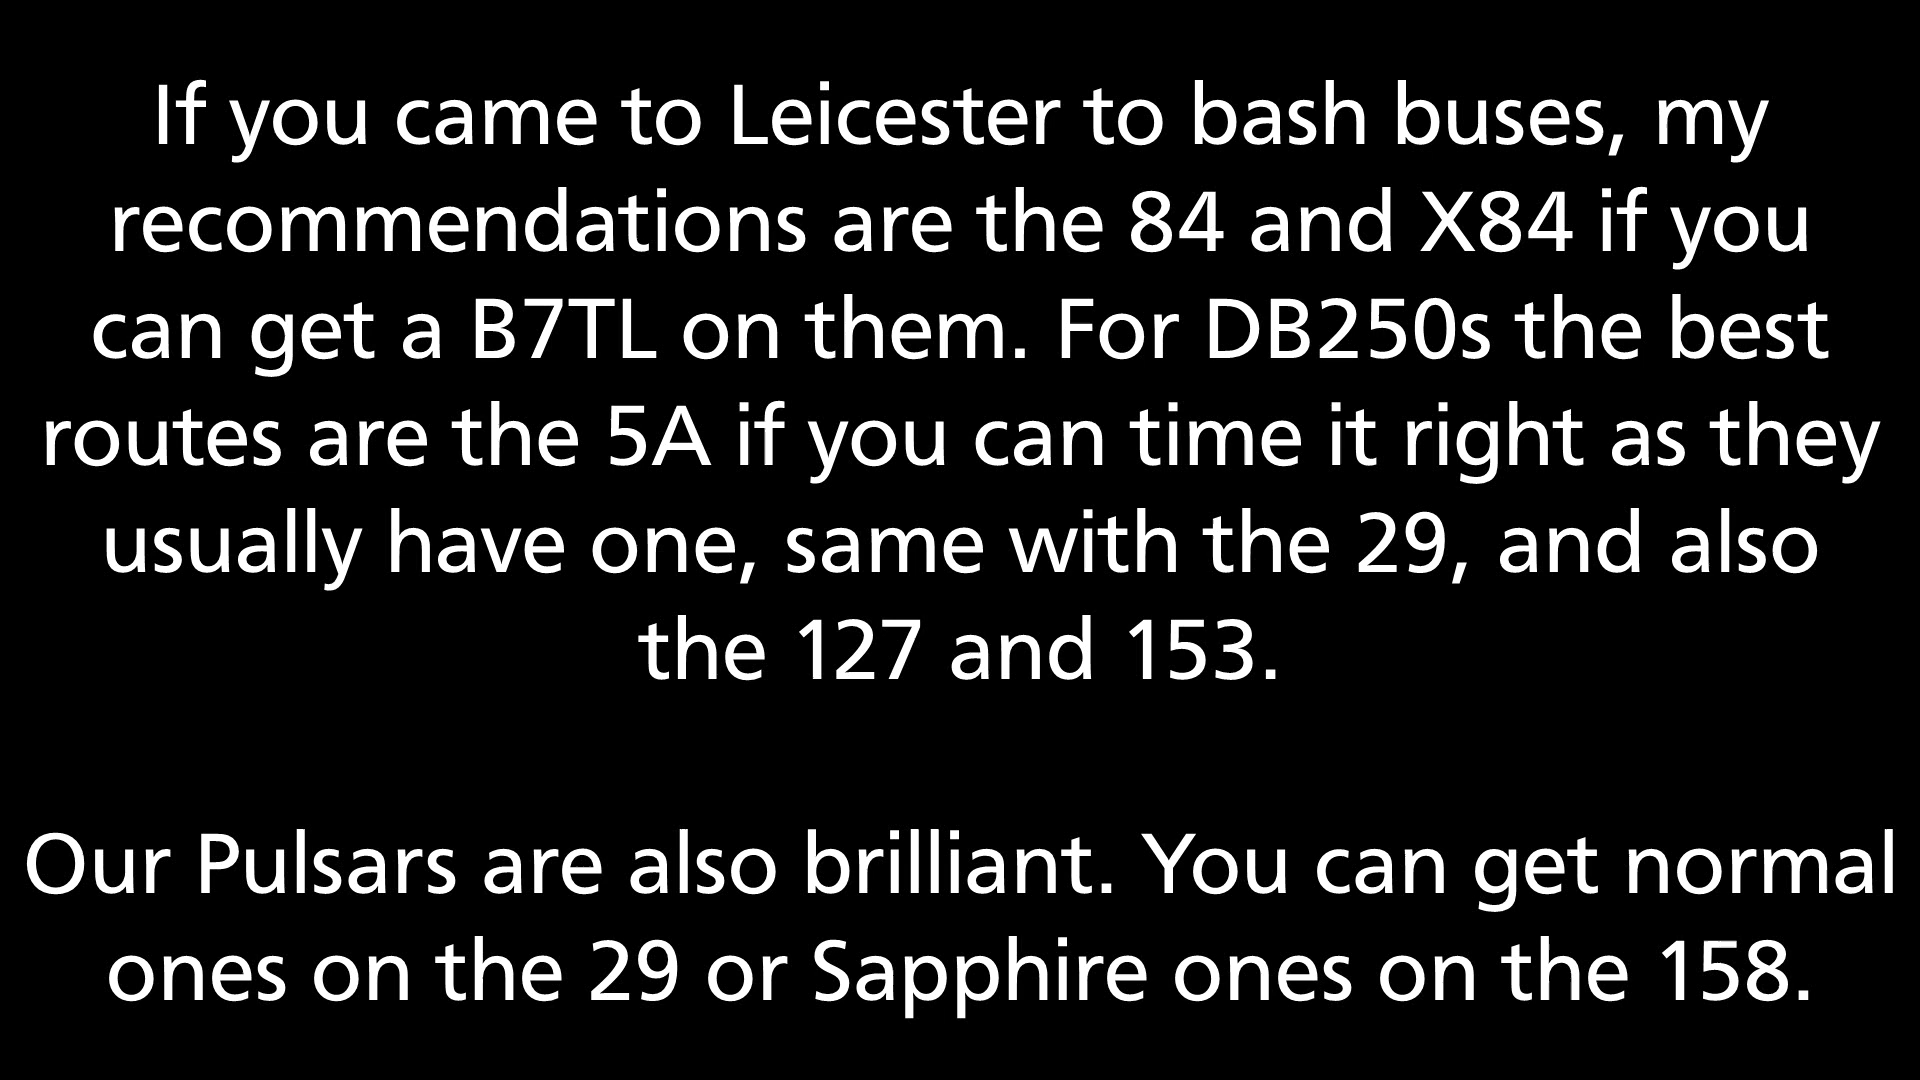 If you came to Leicester to bash buses, my
recommendations are the 84 and X84 if you
can get a B7TL on them. For DB250s the best
routes are the 5A if you can time it right as they
usually have one, same with the 29, and also
the 127 and 153.
Our Pulsars are also brilliant. You can get normal
ones on the 29 or Sapphire ones on the 158.